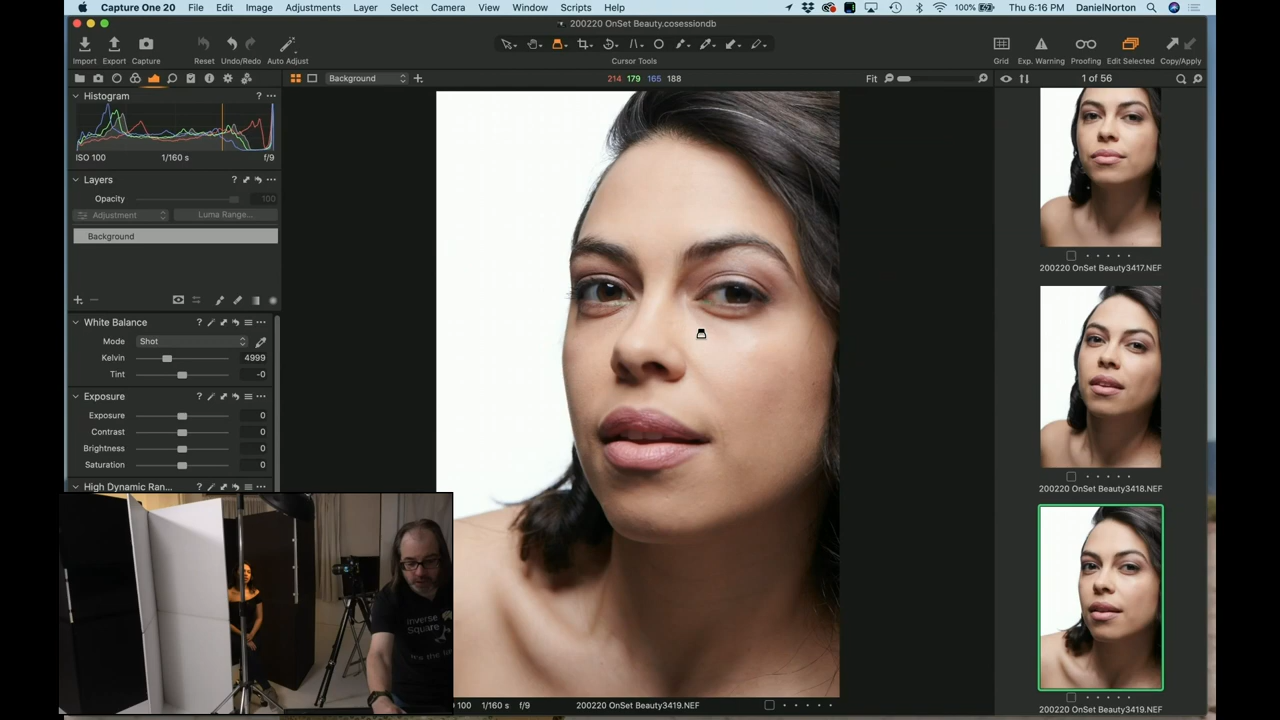 Capture One 20 File Edit Image Adjustments Layer Select Camera View Window Scripts Help 100% Thu 6:16 PM DanielNorton
200220 OnSet Beauty.cosessiondb
Import Export Capture Reset Undo/Redo Auto Adjust Cursor Tools Grid Exp. Warning Proofing Edit Selected Copy/Apply
Background 214 179 165 188 Fit 1 of 56
Histogram ?
ISO 100 1/160 s f/9
Layers ?
Opacity 100
Adjustment Luma Range...
Background
White Balance ?
Mode Shot
Kelvin 4999
Tint -0
Exposure ?
Exposure 0
Contrast 0
Brightness 0
Saturation 0
High Dynamic Ran... ?
200220 OnSet Beauty3417.NEF
200220 OnSet Beauty3418.NEF
200220 OnSet Beauty3419.NEF
Inverse
Square
100 1/160 s f/9 200220 OnSet Beauty3419.NEF